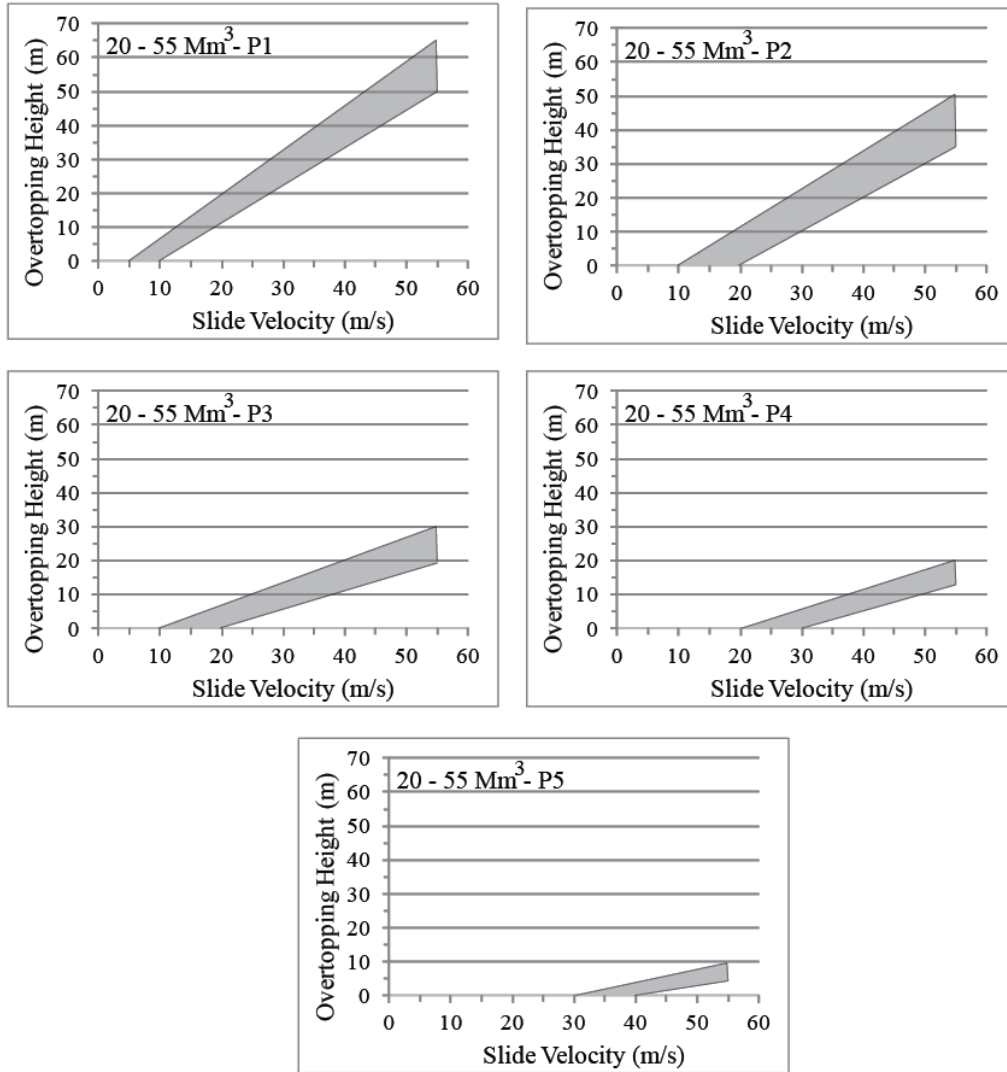 20 - 55 Mm³- P1
Overtopping Height (m)
70
60
50
40
30
20
10
0
0 10 20 30 40 50 60
Slide Velocity (m/s)
20 - 55 Mm³- P2
Overtopping Height (m)
70
60
50
40
30
20
10
0
0 10 20 30 40 50 60
Slide Velocity (m/s)
20 - 55 Mm³- P3
Overtopping Height (m)
70
60
50
40
30
20
10
0
0 10 20 30 40 50 60
Slide Velocity (m/s)
20 - 55 Mm³- P4
Overtopping Height (m)
70
60
50
40
30
20
10
0
0 10 20 30 40 50 60
Slide Velocity (m/s)
20 - 55 Mm³- P5
Overtopping Height (m)
70
60
50
40
30
20
10
0
0 10 20 30 40 50 60
Slide Velocity (m/s)